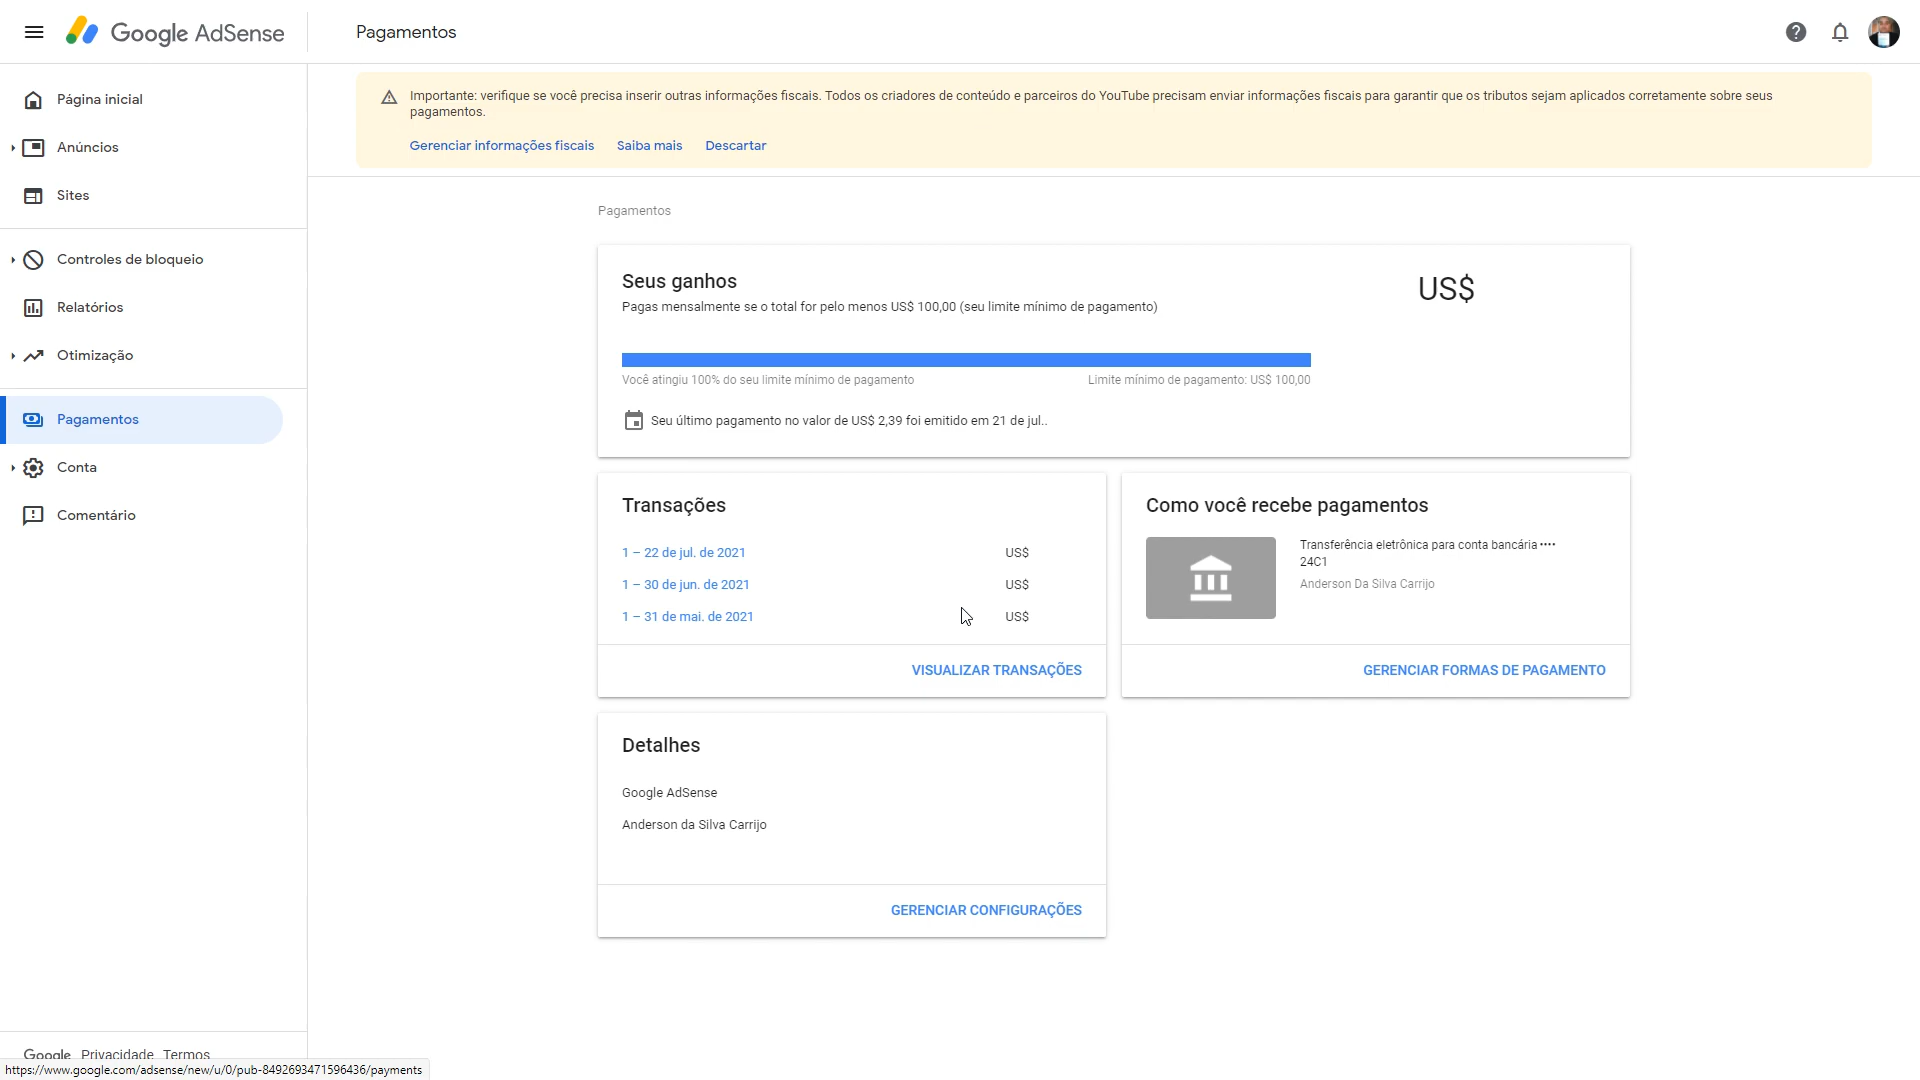 Google AdSense
Pagamentos
Página inicial
Anúncios
Sites
Controles de bloqueio
Relatórios
Otimização
Pagamentos
Conta
Comentário
Importante: verifique se você precisa inserir outras informações fiscais. Todos os criadores de conteúdo e parceiros do YouTube precisam enviar informações fiscais para garantir que os tributos sejam aplicados corretamente sobre seus
pagamentos.
Gerenciar informações fiscais Saiba mais Descartar
Pagamentos
Seus ganhos
US$
Pagas mensalmente se o total for pelo menos US$ 100,00 (seu limite mínimo de pagamento)
Você atingiu 100% do seu limite mínimo de pagamento
Limite mínimo de pagamento: US$ 100,00
Seu último pagamento no valor de US$ 2,39 foi emitido em 21 de jul..
Transações
1 – 22 de jul. de 2021 US$
1 – 30 de jun. de 2021 US$
1 – 31 de mai. de 2021 US$
VISUALIZAR TRANSAÇÕES
Como você recebe pagamentos
Transferência eletrônica para conta bancária ••••
24C1
Anderson Da Silva Carrijo
GERENCIAR FORMAS DE PAGAMENTO
Detalhes
Google AdSense
Anderson da Silva Carrijo
GERENCIAR CONFIGURAÇÕES
Google Privacidade Termos
https://www.google.com/adsense/new/u/0/pub-8492693471596436/payments